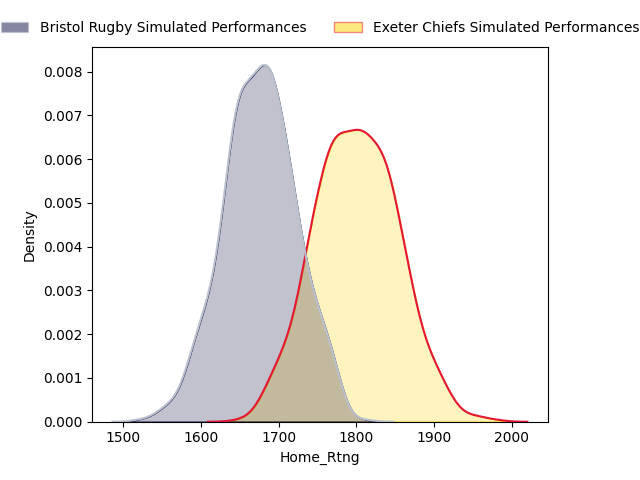 Bristol Rugby Simulated Performances
Exeter Chiefs Simulated Performances
0.008
0.007
0.006
0.005
0.004
0.003
0.002
0.001
0.000
Density
1500 1600 1700 1800 1900 2000
Home_Rtng